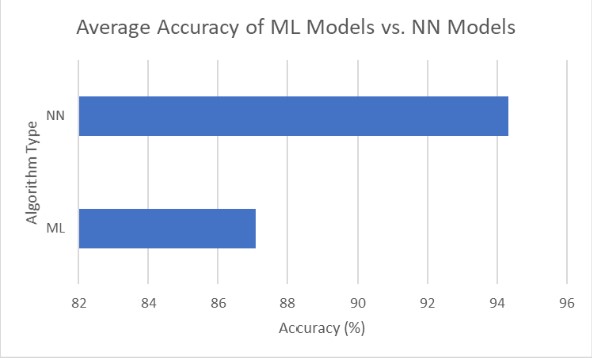 Average Accuracy of ML Models vs. NN Models
NN
Algorithm Type
ML
82 84 86 88 90 92 94 96
Accuracy (%)